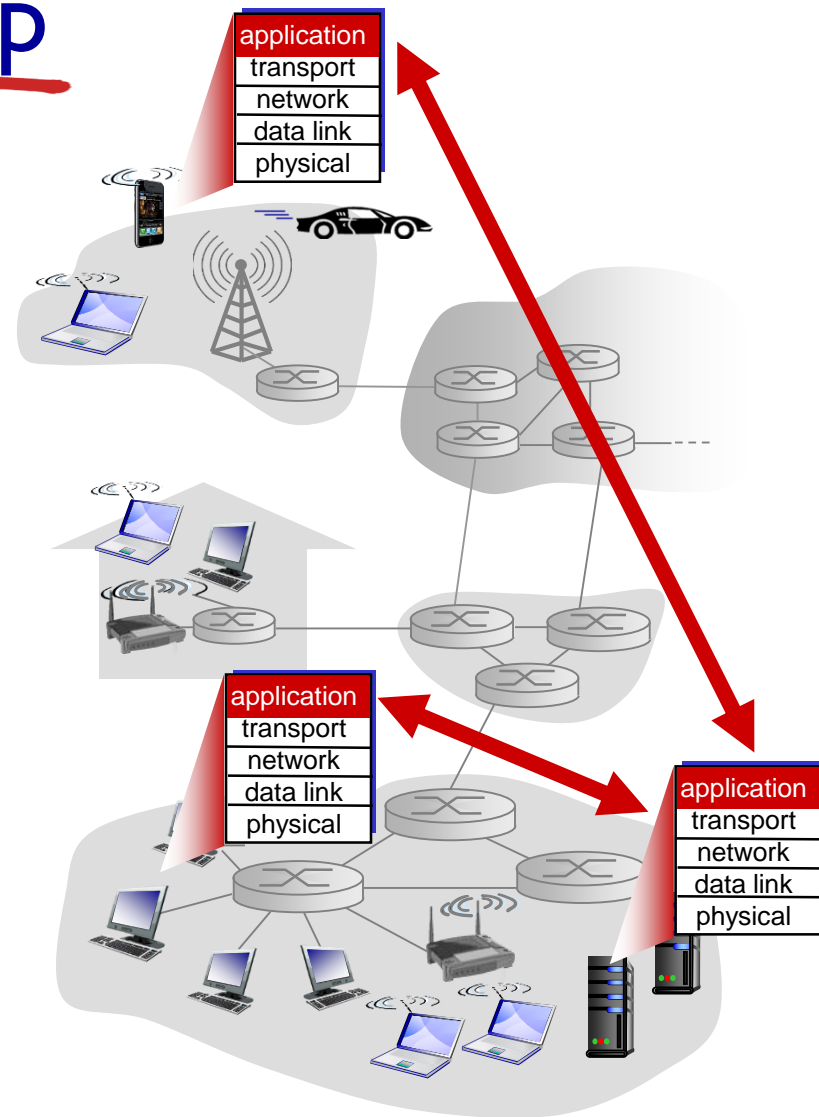 p
application
transport
network
data link
physical
application
transport
network
data link
physical
application
transport
network
data link
physical